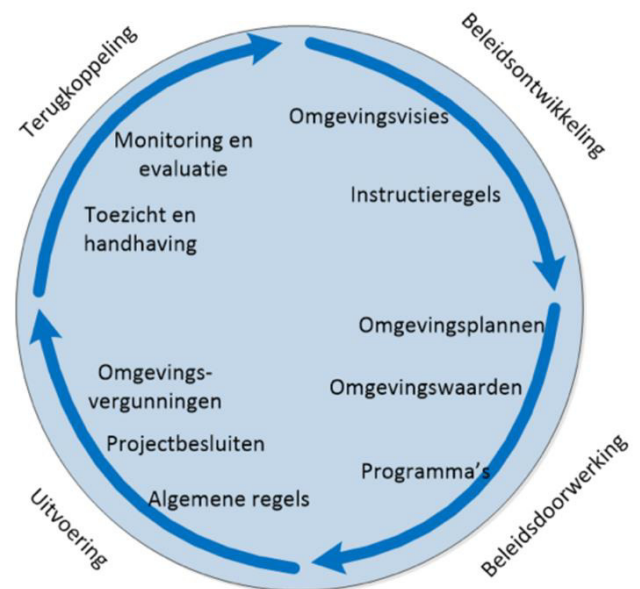 Beleidsontwikkeling
Omgevingsvisies
Instructieregels
Beleidsdoorwerking
Omgevingsplannen
Omgevingswaarden
Programma's
Uitvoering
Omgevings-
vergunningen
Projectbesluiten
Algemene regels
Terugkoppeling
Monitoring en
evaluatie
Toezicht en
handhaving